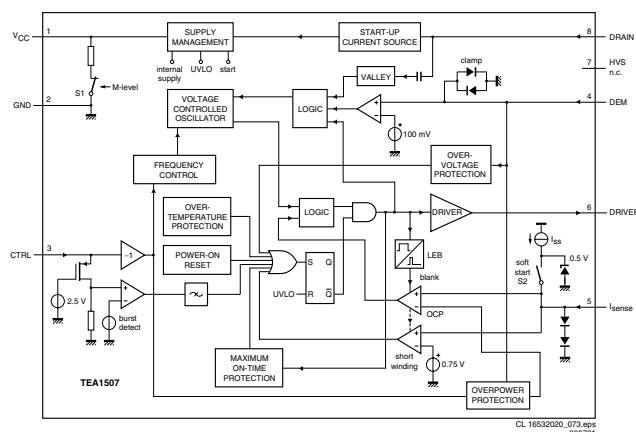 VCC 1
SUPPLY MANAGEMENT
START-UP CURRENT SOURCE
8 DRAIN
internal supply
UVLO
start
clamp
7 HVS n.c.
S1
M-level
VALLEY
GND 2
VOLTAGE CONTROLLED OSCILLATOR
LOGIC
4 DEM
100 mV
FREQUENCY CONTROL
OVER-VOLTAGE PROTECTION
OVER-TEMPERATURE PROTECTION
LOGIC
DRIVER
6 DRIVER
CTRL 3
−1
POWER-ON RESET
S Q
LEB
blank
Iss
soft start S2
0.5 V
2.5 V
burst detect
UVLO
R Q
OCP
5 Isense
short winding
0.75 V
MAXIMUM ON-TIME PROTECTION
OVERPOWER PROTECTION
TEA1507
CL 16532020_073.eps